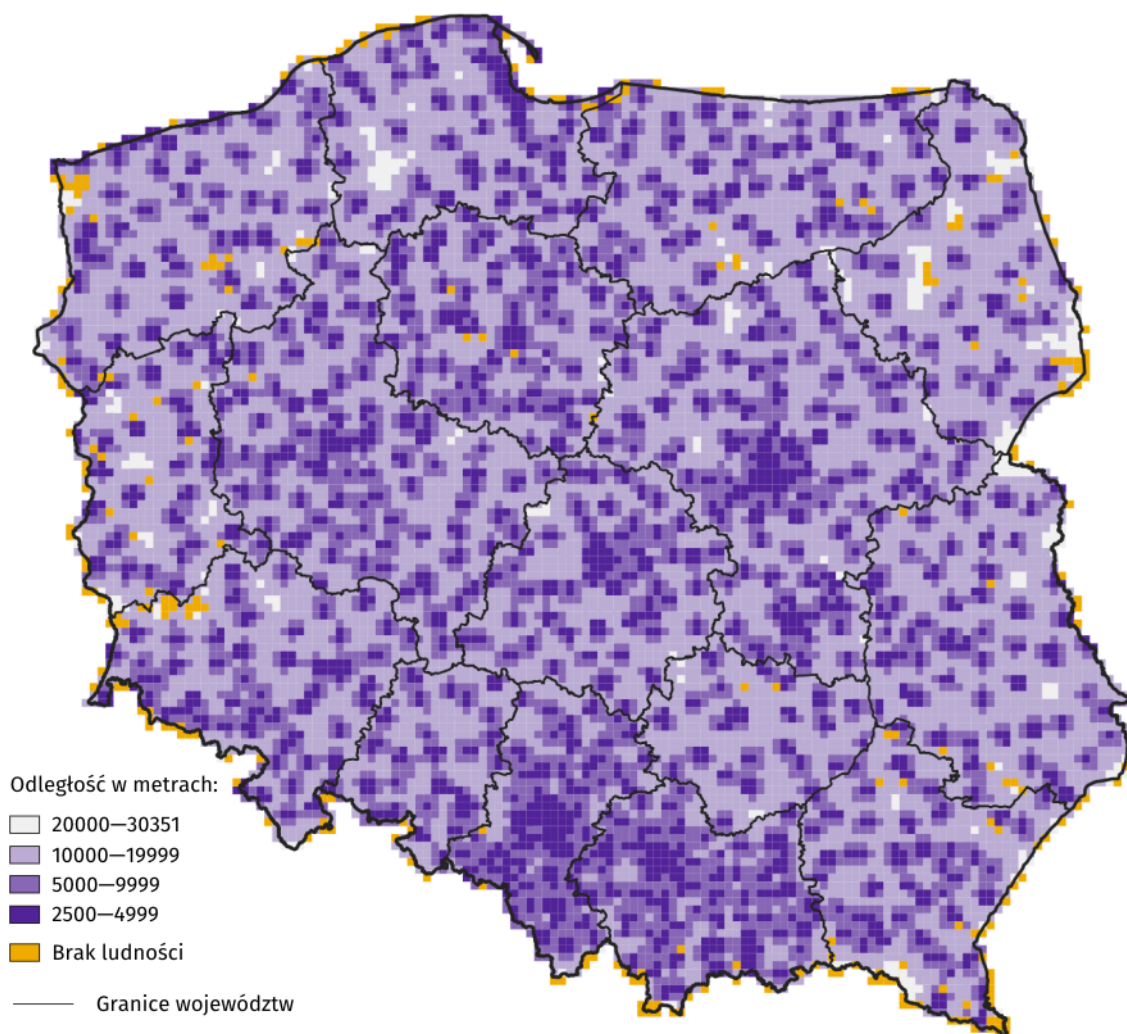 Odległość w metrach:
20000—30351
10000—19999
5000—9999
2500—4999
Brak ludności
Granice województw